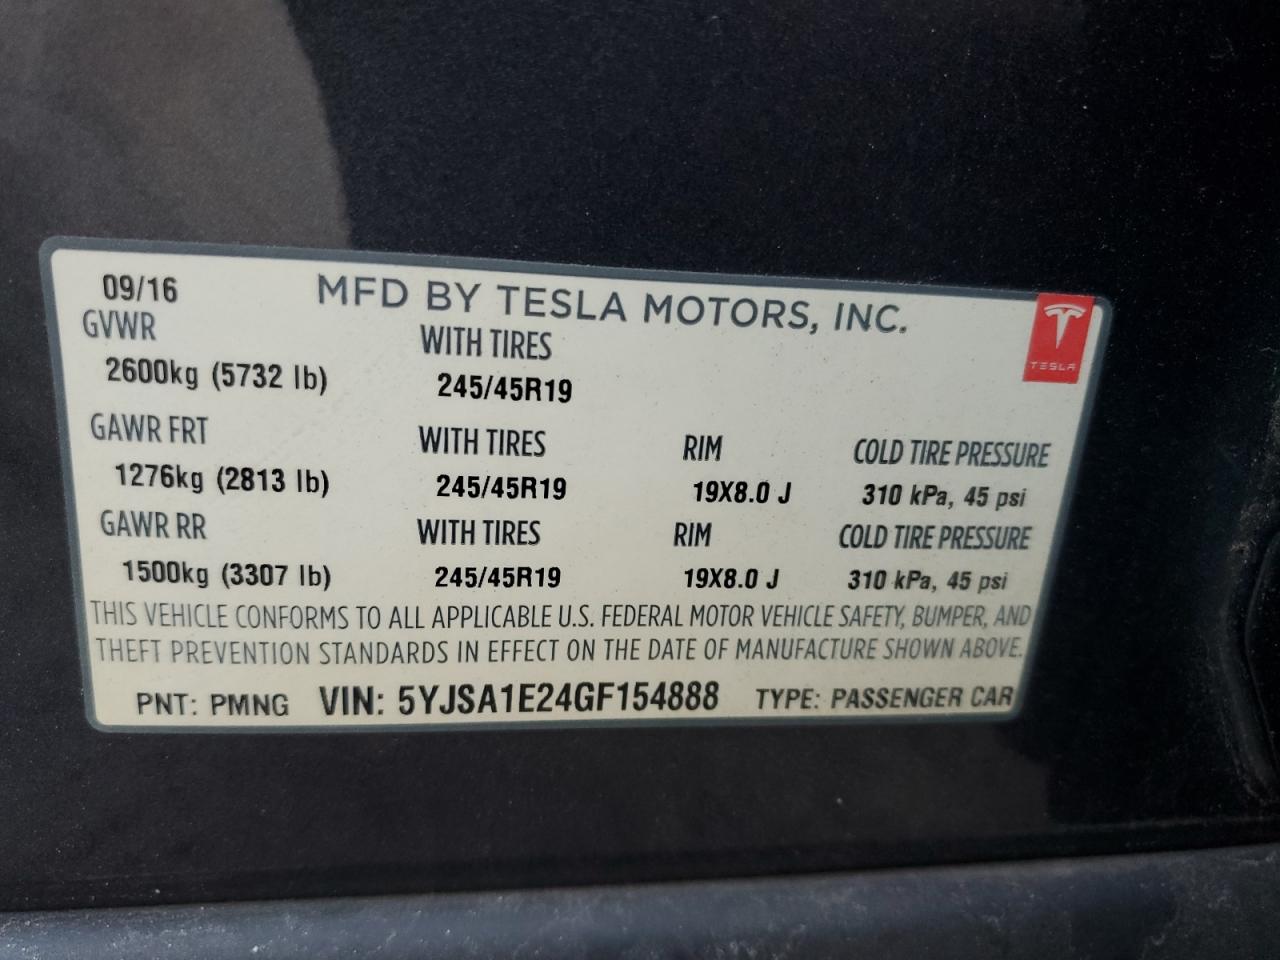 09/16 MFD BY TESLA MOTORS, INC.
TESLA
GVWR WITH TIRES
2600kg (5732 lb) 245/45R19
GAWR FRT WITH TIRES RIM COLD TIRE PRESSURE
1276kg (2813 lb) 245/45R19 19X8.0 J 310 kPa, 45 psi
GAWR RR WITH TIRES RIM COLD TIRE PRESSURE
1500kg (3307 lb) 245/45R19 19X8.0 J 310 kPa, 45 psi
THIS VEHICLE CONFORMS TO ALL APPLICABLE U.S. FEDERAL MOTOR VEHICLE SAFETY, BUMPER, AND
THEFT PREVENTION STANDARDS IN EFFECT ON THE DATE OF MANUFACTURE SHOWN ABOVE.
PNT: PMNG VIN: 5YJSA1E24GF154888 TYPE: PASSENGER CAR